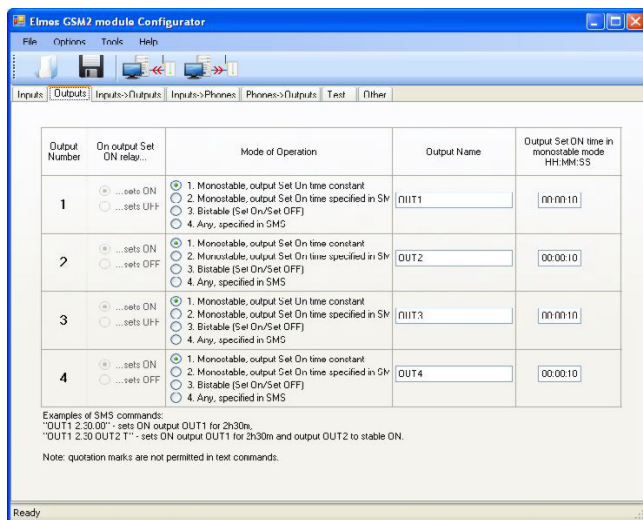 Elmes GSM2 module Configurator
File Options Tools Help
Inputs Outputs Inputs->Outputs Inputs->Phones Phones->Outputs Test Other
Output Number
On output Set ON relay...
Mode of Operation
Output Name
Output Set ON time in monostable mode HH:MM:SS
1
...sets ON
...sets OFF
1. Monostable, output Set On time constant
2. Monostable, output Set On time specified in SM
3. Bistable (Set On/Set OFF)
4. Any, specified in SMS
OUT1
00:00:10
2
...sets ON
...sets OFF
1. Monostable, output Set On time constant
2. Monostable, output Set On time specified in SM
3. Bistable (Set On/Set OFF)
4. Any, specified in SMS
OUT2
00:00:10
3
...sets ON
...sets OFF
1. Monostable, output Set On time constant
2. Monostable, output Set On time specified in SM
3. Bistable (Set On/Set OFF)
4. Any, specified in SMS
OUT3
00:00:10
4
...sets ON
...sets OFF
1. Monostable, output Set On time constant
2. Monostable, output Set On time specified in SM
3. Bistable (Set On/Set OFF)
4. Any, specified in SMS
OUT4
00:00:10
Examples of SMS commands:
"OUT1 2.30.00" - sets ON output OUT1 for 2h30m,
"OUT1 2.30 OUT2 T" - sets ON output OUT1 for 2h30m and output OUT2 to stable ON.
Note: quotation marks are not permitted in text commands.
Ready